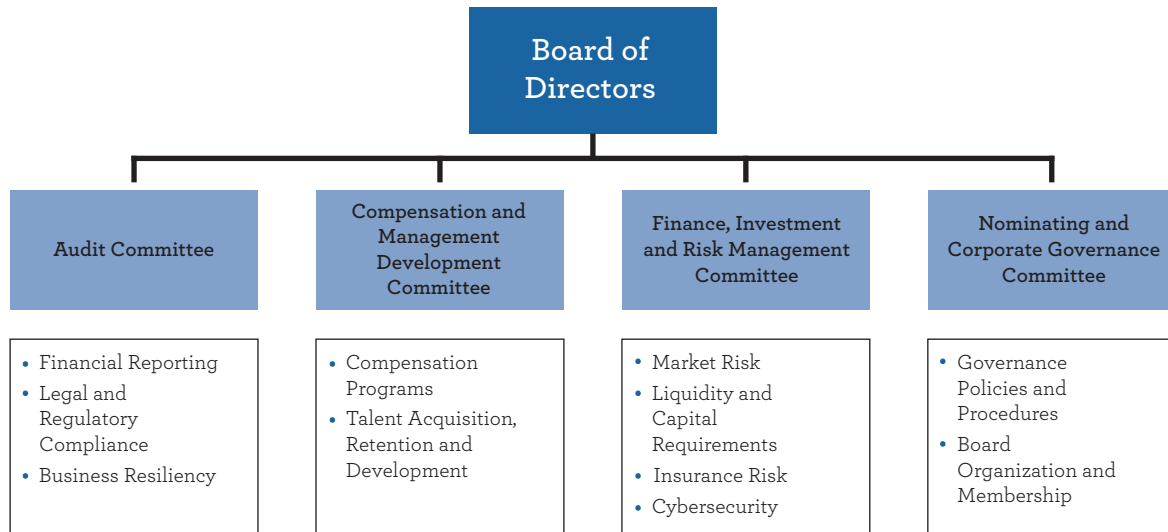 Board of
Directors
Audit Committee
Compensation and
Management
Development
Committee
Finance, Investment
and Risk Management
Committee
Nominating and
Corporate Governance
Committee
• Financial Reporting
• Legal and
Regulatory
Compliance
• Business Resiliency
• Compensation
Programs
• Talent Acquisition,
Retention and
Development
• Market Risk
• Liquidity and
Capital
Requirements
• Insurance Risk
• Cybersecurity
• Governance
Policies and
Procedures
• Board
Organization and
Membership